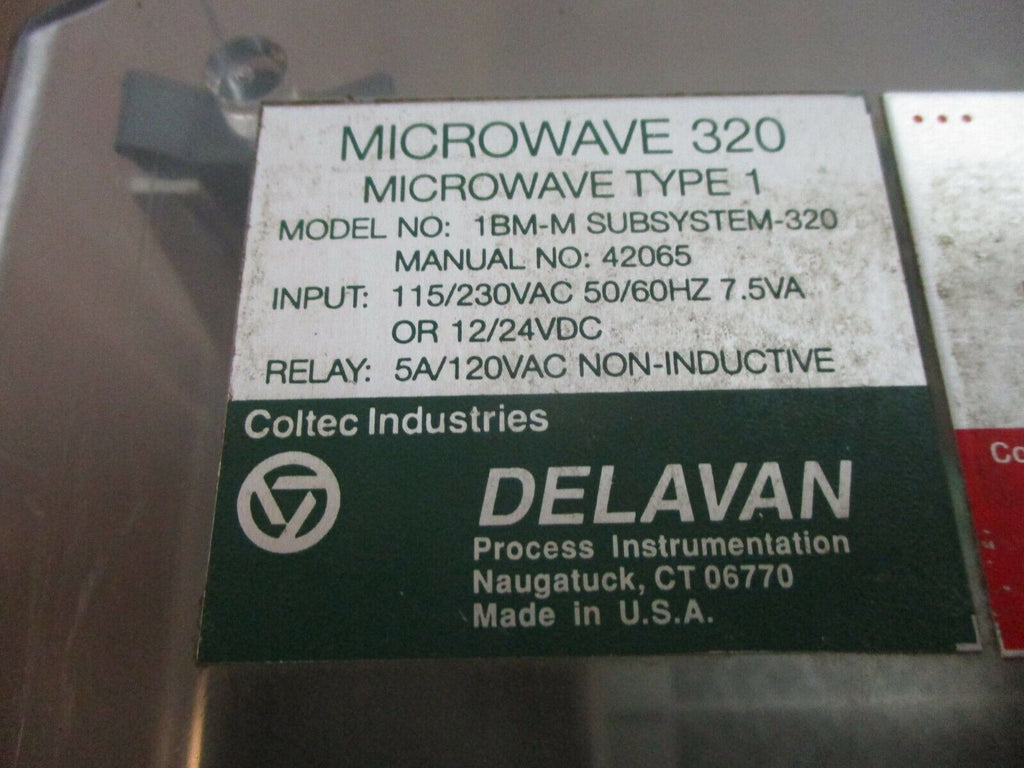 MICROWAVE 320
MICROWAVE TYPE 1
MODEL NO: 1BM-M SUBSYSTEM-320
MANUAL NO: 42065
INPUT: 115/230VAC 50/60HZ 7.5VA
OR 12/24VDC
RELAY: 5A/120VAC NON-INDUCTIVE
Coltec Industries
DELAVAN
Process Instrumentation
Naugatuck, CT 06770
Made in U.S.A.
Co